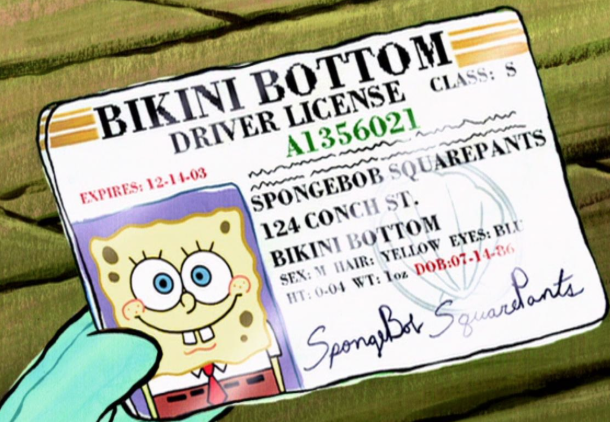 BIKINI BOTTOM
DRIVER LICENSE CLASS: S
A1356021
EXPIRES: 12-14-03
SPONGEBOB SQUAREPANTS
124 CONCH ST.
BIKINI BOTTOM
SEX: M HAIR: YELLOW EYES: BLU
HT: 0-04 WT: 1oz DOB:07-14-86
SpongeBob SquarePants